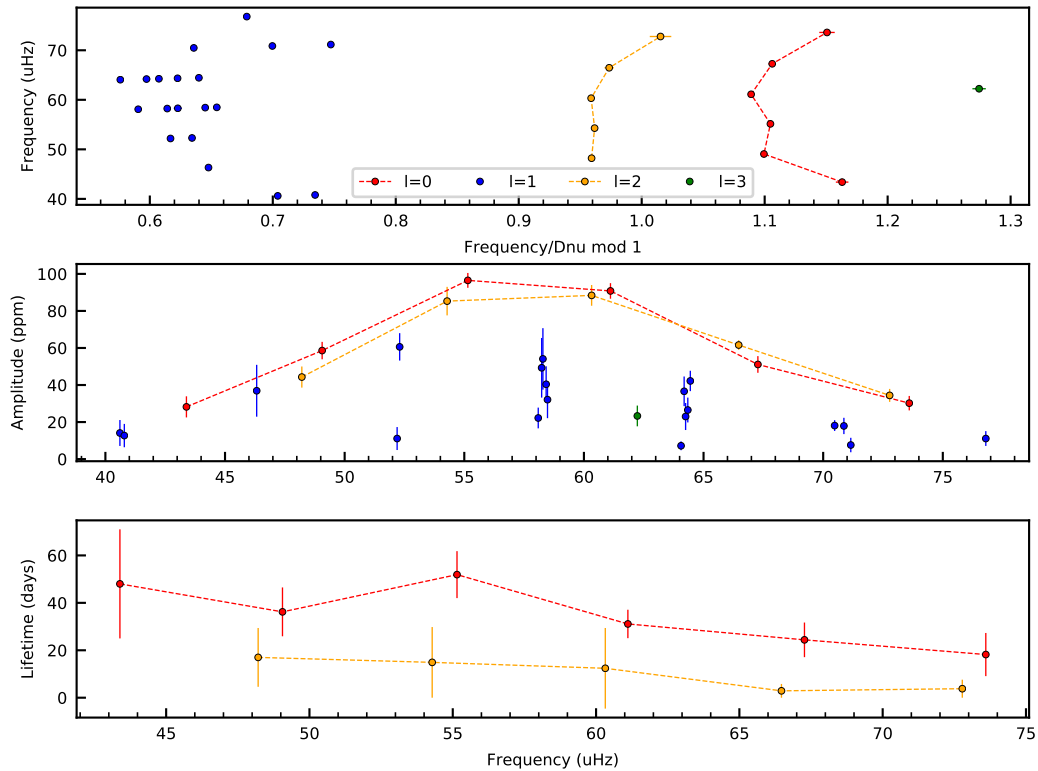 Frequency (uHz)
70
60
50
40
l=0 l=1 l=2 l=3
0.6 0.7 0.8 0.9 1.0 1.1 1.2 1.3
Frequency/Dnu mod 1
Amplitude (ppm)
100
80
60
40
20
0
40 45 50 55 60 65 70 75
Lifetime (days)
60
40
20
0
45 50 55 60 65 70 75
Frequency (uHz)